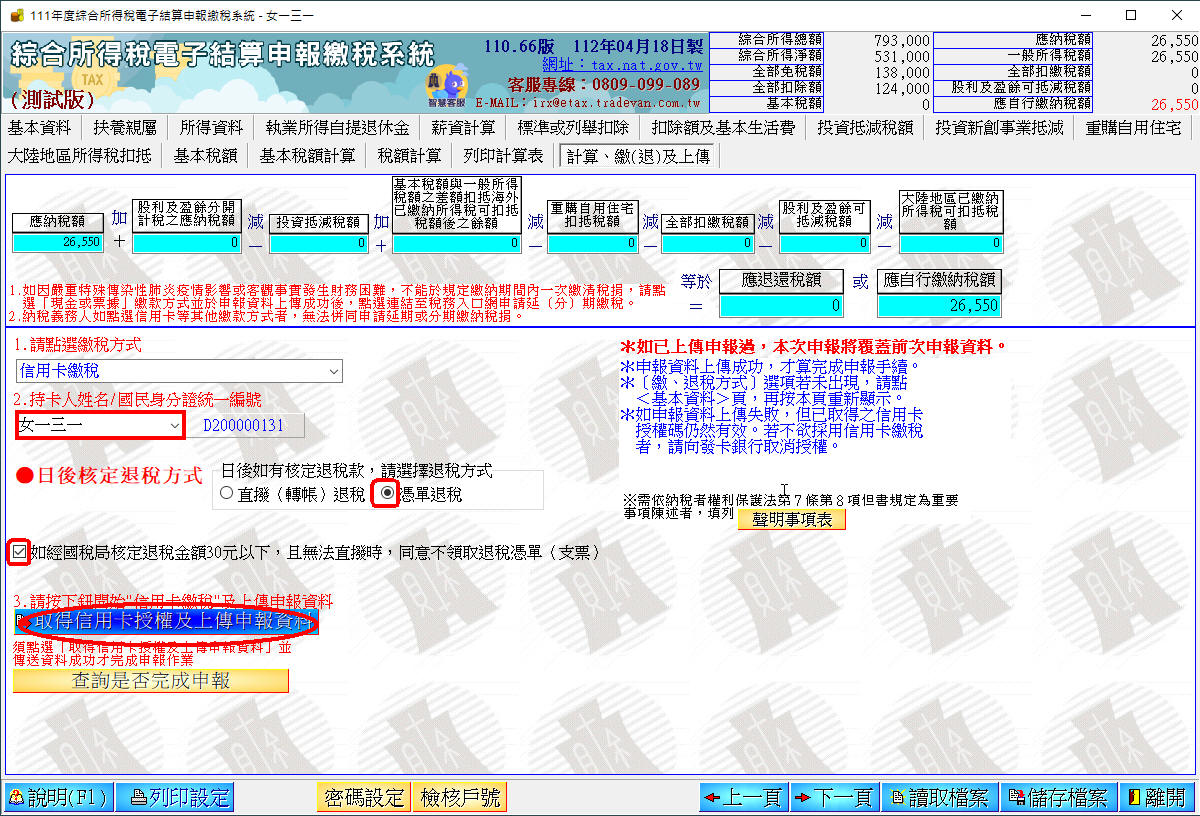 111年度綜合所得稅電子結算申報繳稅系統 - 女一三一
綜合所得稅電子結算申報繳稅系統
TAX
(測試版)
110.66版 112年04月18日製
網址：tax.nat.gov.tw
客服專線：0809-099-089
E-MAIL：irx@etax.tradevan.com.tw
智慧客服
綜合所得總額 793,000 應納稅額 26,550
綜合所得淨額 531,000 一般所得稅額 26,550
全部免稅額 138,000 全部扣繳稅額 0
全部扣除額 124,000 股利及盈餘可抵減稅額 0
基本稅額 0 應自行繳納稅額 26,550
基本資料 扶養親屬 所得資料 執業所得自提退休金 薪資計算 標準或列舉扣除 扣除額及基本生活費 投資抵減稅額 投資新創事業抵減 重購自用住宅
大陸地區所得稅扣抵 基本稅額 基本稅額計算 稅額計算 列印計算表 計算、繳(退)及上傳
應納稅額
26,550
加
＋
股利及盈餘分開
計稅之應納稅額
0
減
－
投資抵減稅額
0
加
＋
基本稅額與一般所得
稅額之差額扣抵海外
已繳納所得稅可扣抵
稅額後之餘額
0
減
－
重購自用住宅
扣抵稅額
0
減
－
全部扣繳稅額
0
減
－
股利及盈餘可
抵減稅額
0
減
－
大陸地區已繳納
所得稅可扣抵稅
額
0
1.如因嚴重特殊傳染性肺炎疫情影響或客觀事實發生財務困難，不能於規定繳納期間內一次繳清稅捐，請點
選「現金或票據」繳款方式並於申報資料上傳成功後，點選連結至稅務入口網申請延（分）期繳稅。
2.納稅義務人如點選信用卡等其他繳款方式者，無法併同申請延期或分期繳納稅捐。
等於
＝
應退還稅額
0
或
應自行繳納稅額
26,550
1.請點選繳稅方式
信用卡繳稅
2.持卡人姓名/國民身分證統一編號
女一三一 D200000131
●日後核定退稅方式
日後如有核定退稅款，請選擇退稅方式
直撥（轉帳）退稅 憑單退稅
如經國稅局核定退稅金額30元以下，且無法直撥時，同意不領取退稅憑單（支票）
3.請按下鈕開始"信用卡繳稅"及上傳申報資料
取得信用卡授權及上傳申報資料
須點選「取得信用卡授權及上傳申報資料」並
傳送資料成功才完成申報作業
查詢是否完成申報
＊如已上傳申報過，本次申報將覆蓋前次申報資料。
＊申報資料上傳成功，才算完成申報手續。
＊〔繳、退稅方式〕選項若未出現，請點
＜基本資料＞頁，再按本頁重新顯示。
＊如申報資料上傳失敗，但已取得之信用卡
授權碼仍然有效。若不欲採用信用卡繳稅
者，請向發卡銀行取消授權。
※需依納稅者權利保護法第７條第８項但書規定為重要
事項陳述者，填列 聲明事項表
說明(F1) 列印設定 密碼設定 檢核戶號 上一頁 下一頁 讀取檔案 儲存檔案 離開